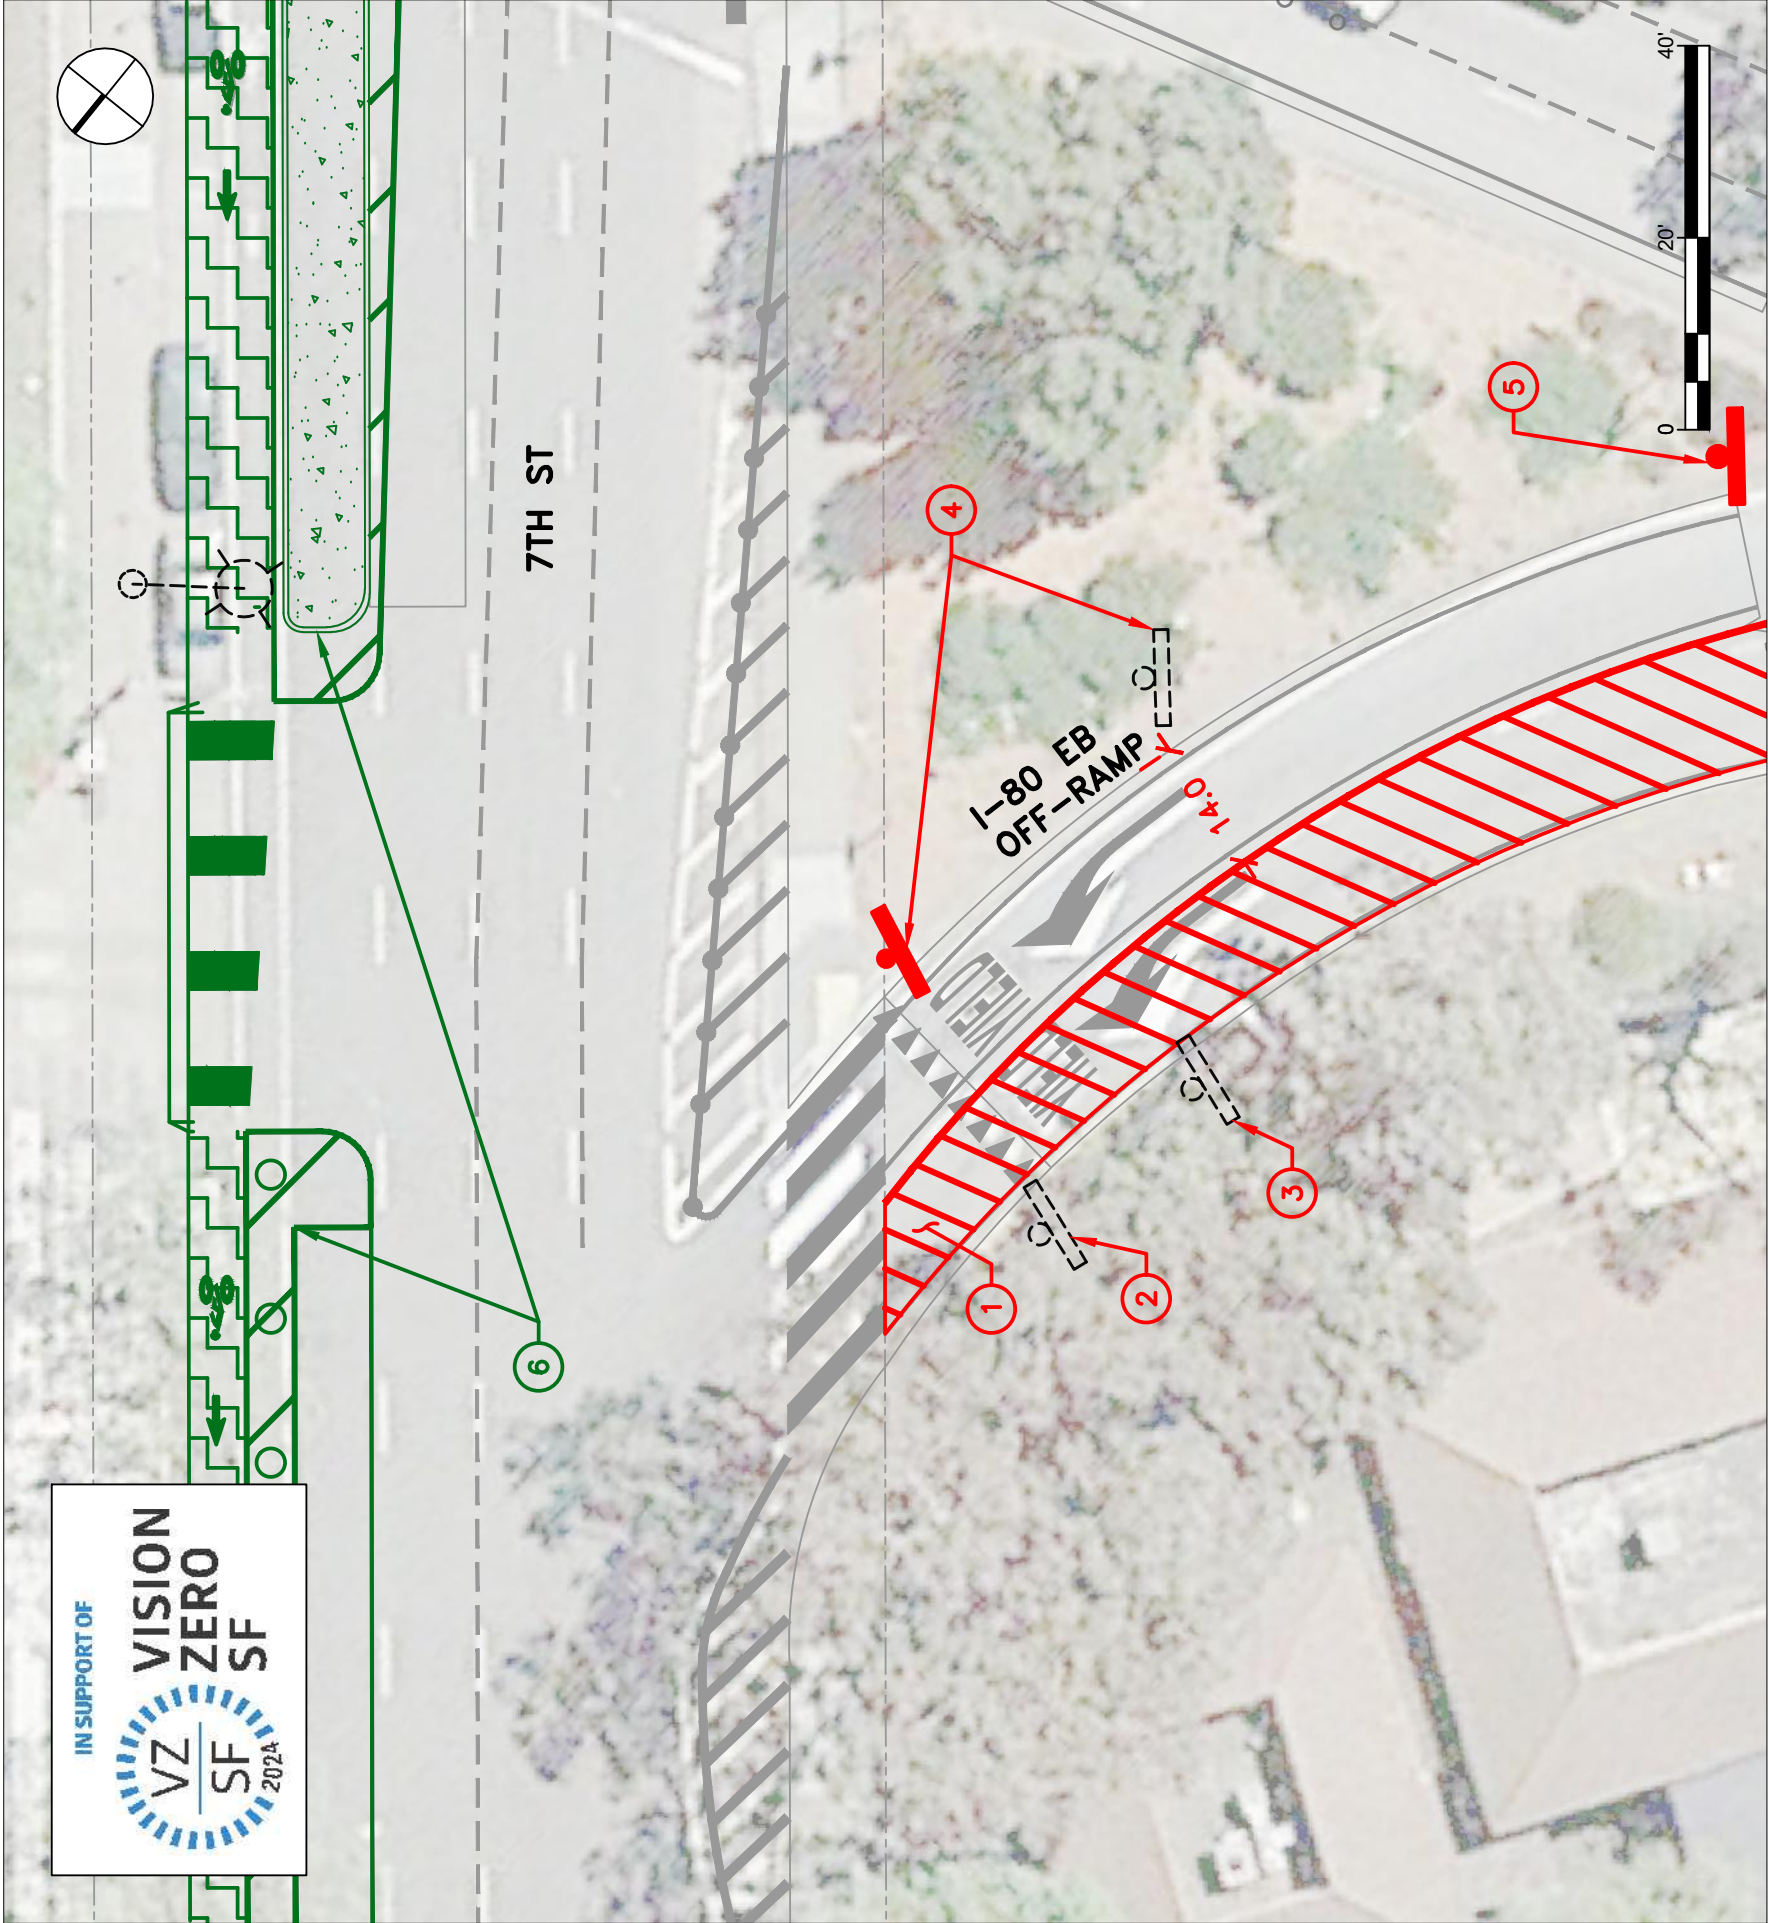 IN SUPPORT OF
VISION
ZERO
SF
VZ
SF
2024
7TH ST
I-80 EB
OFF-RAMP
14.0
0
20'
40'
1
2
3
4
5
6